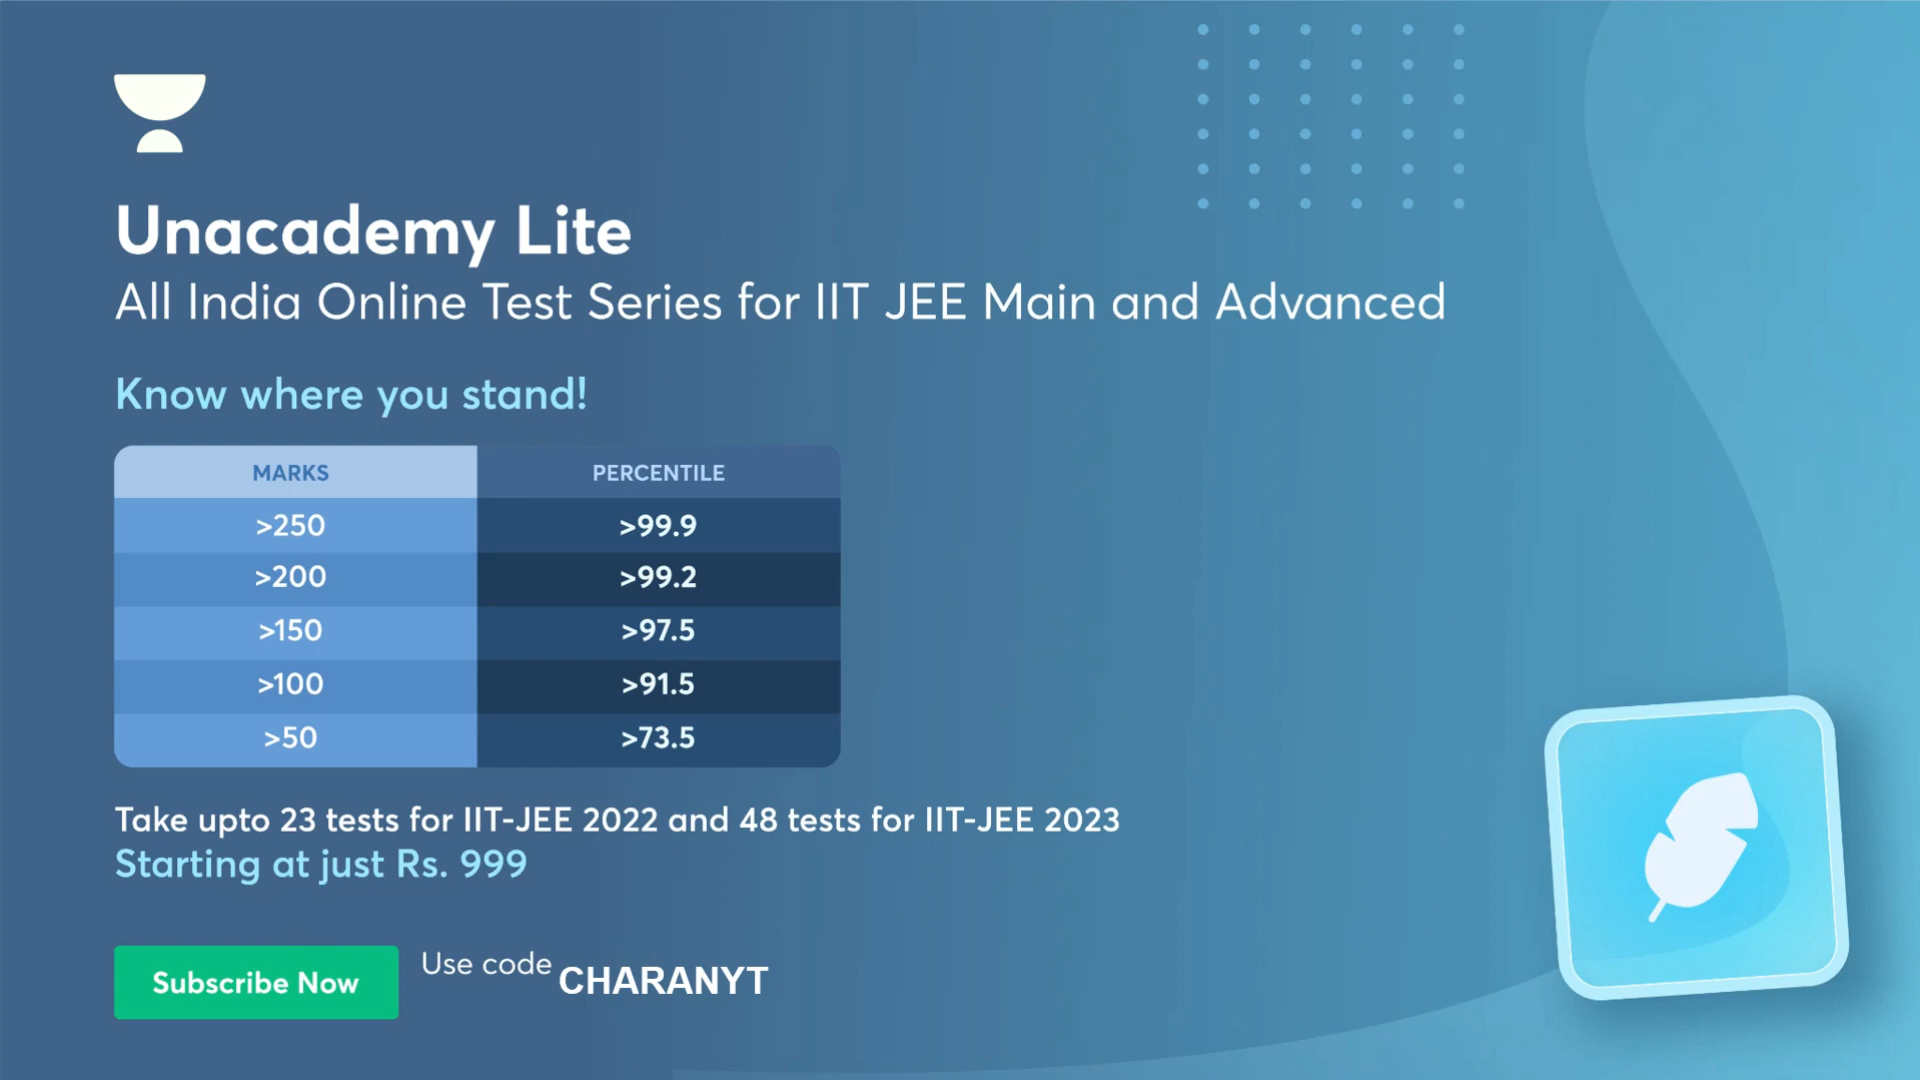 Unacademy Lite
All India Online Test Series for IIT JEE Main and Advanced
Know where you stand!
MARKS PERCENTILE
>250 >99.9
>200 >99.2
>150 >97.5
>100 >91.5
>50 >73.5
Take upto 23 tests for IIT-JEE 2022 and 48 tests for IIT-JEE 2023
Starting at just Rs. 999
Subscribe Now Use code CHARANYT